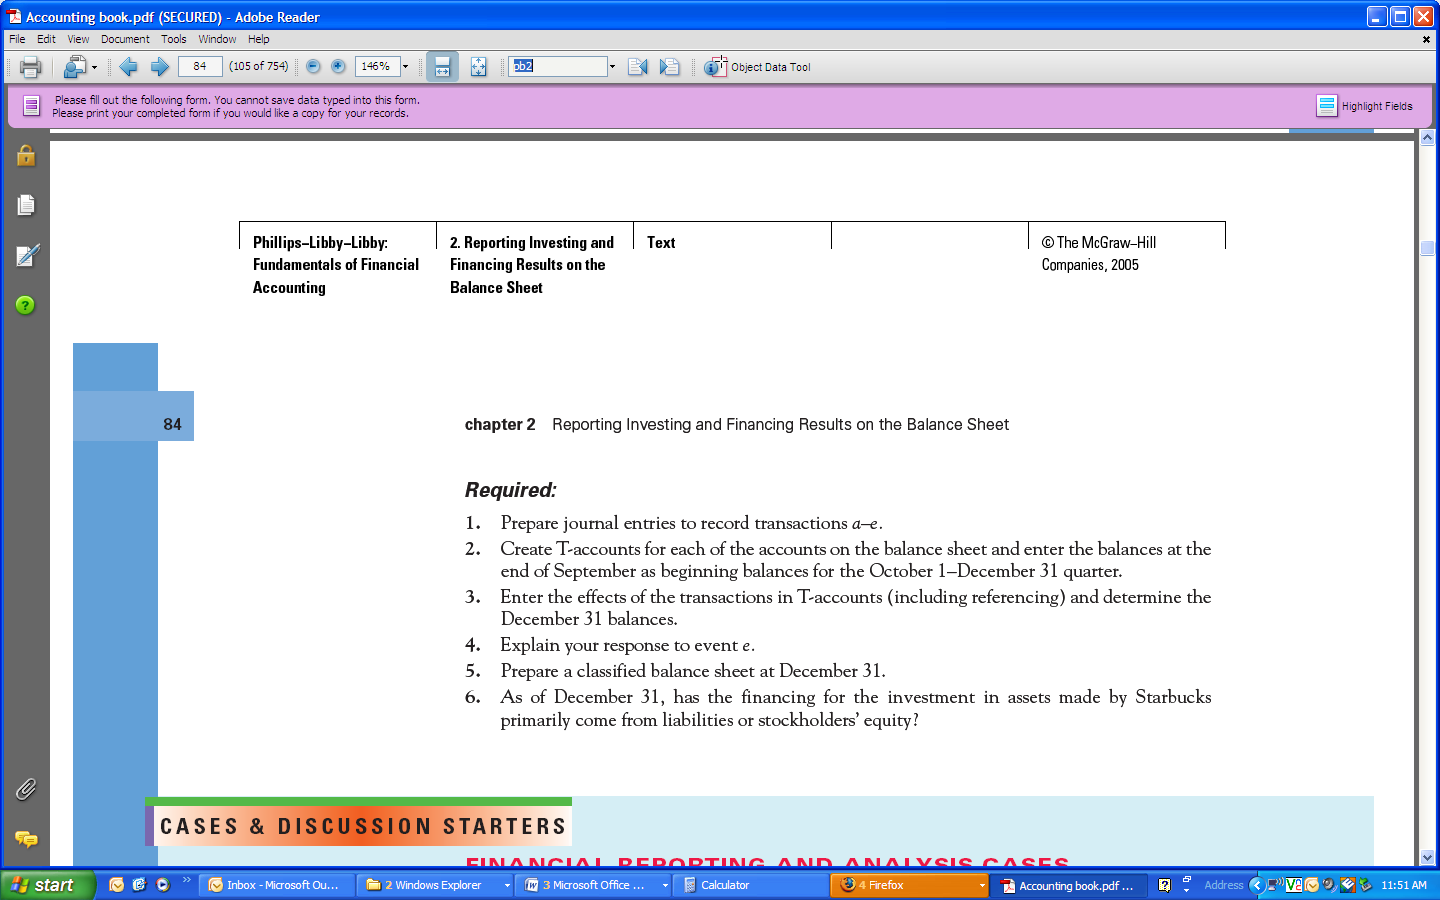 Accounting book.pdf (SECURED) - Adobe Reader
File Edit View Document Tools Window Help
84 (105 of 754) 146% pb2 Object Data Tool
Please fill out the following form. You cannot save data typed into this form.
Please print your completed form if you would like a copy for your records.
Highlight Fields
Phillips–Libby–Libby:
Fundamentals of Financial
Accounting
2. Reporting Investing and
Financing Results on the
Balance Sheet
Text
© The McGraw–Hill
Companies, 2005
84
chapter 2 Reporting Investing and Financing Results on the Balance Sheet
Required:
1. Prepare journal entries to record transactions a–e.
2. Create T-accounts for each of the accounts on the balance sheet and enter the balances at the
end of September as beginning balances for the October 1–December 31 quarter.
3. Enter the effects of the transactions in T-accounts (including referencing) and determine the
December 31 balances.
4. Explain your response to event e.
5. Prepare a classified balance sheet at December 31.
6. As of December 31, has the financing for the investment in assets made by Starbucks
primarily come from liabilities or stockholders' equity?
CASES & DISCUSSION STARTERS
FINANCIAL REPORTING AND ANALYSIS CASES
start Inbox - Microsoft Ou... 2 Windows Explorer 3 Microsoft Office ... Calculator 4 Firefox Accounting book.pdf ... Address 11:51 AM